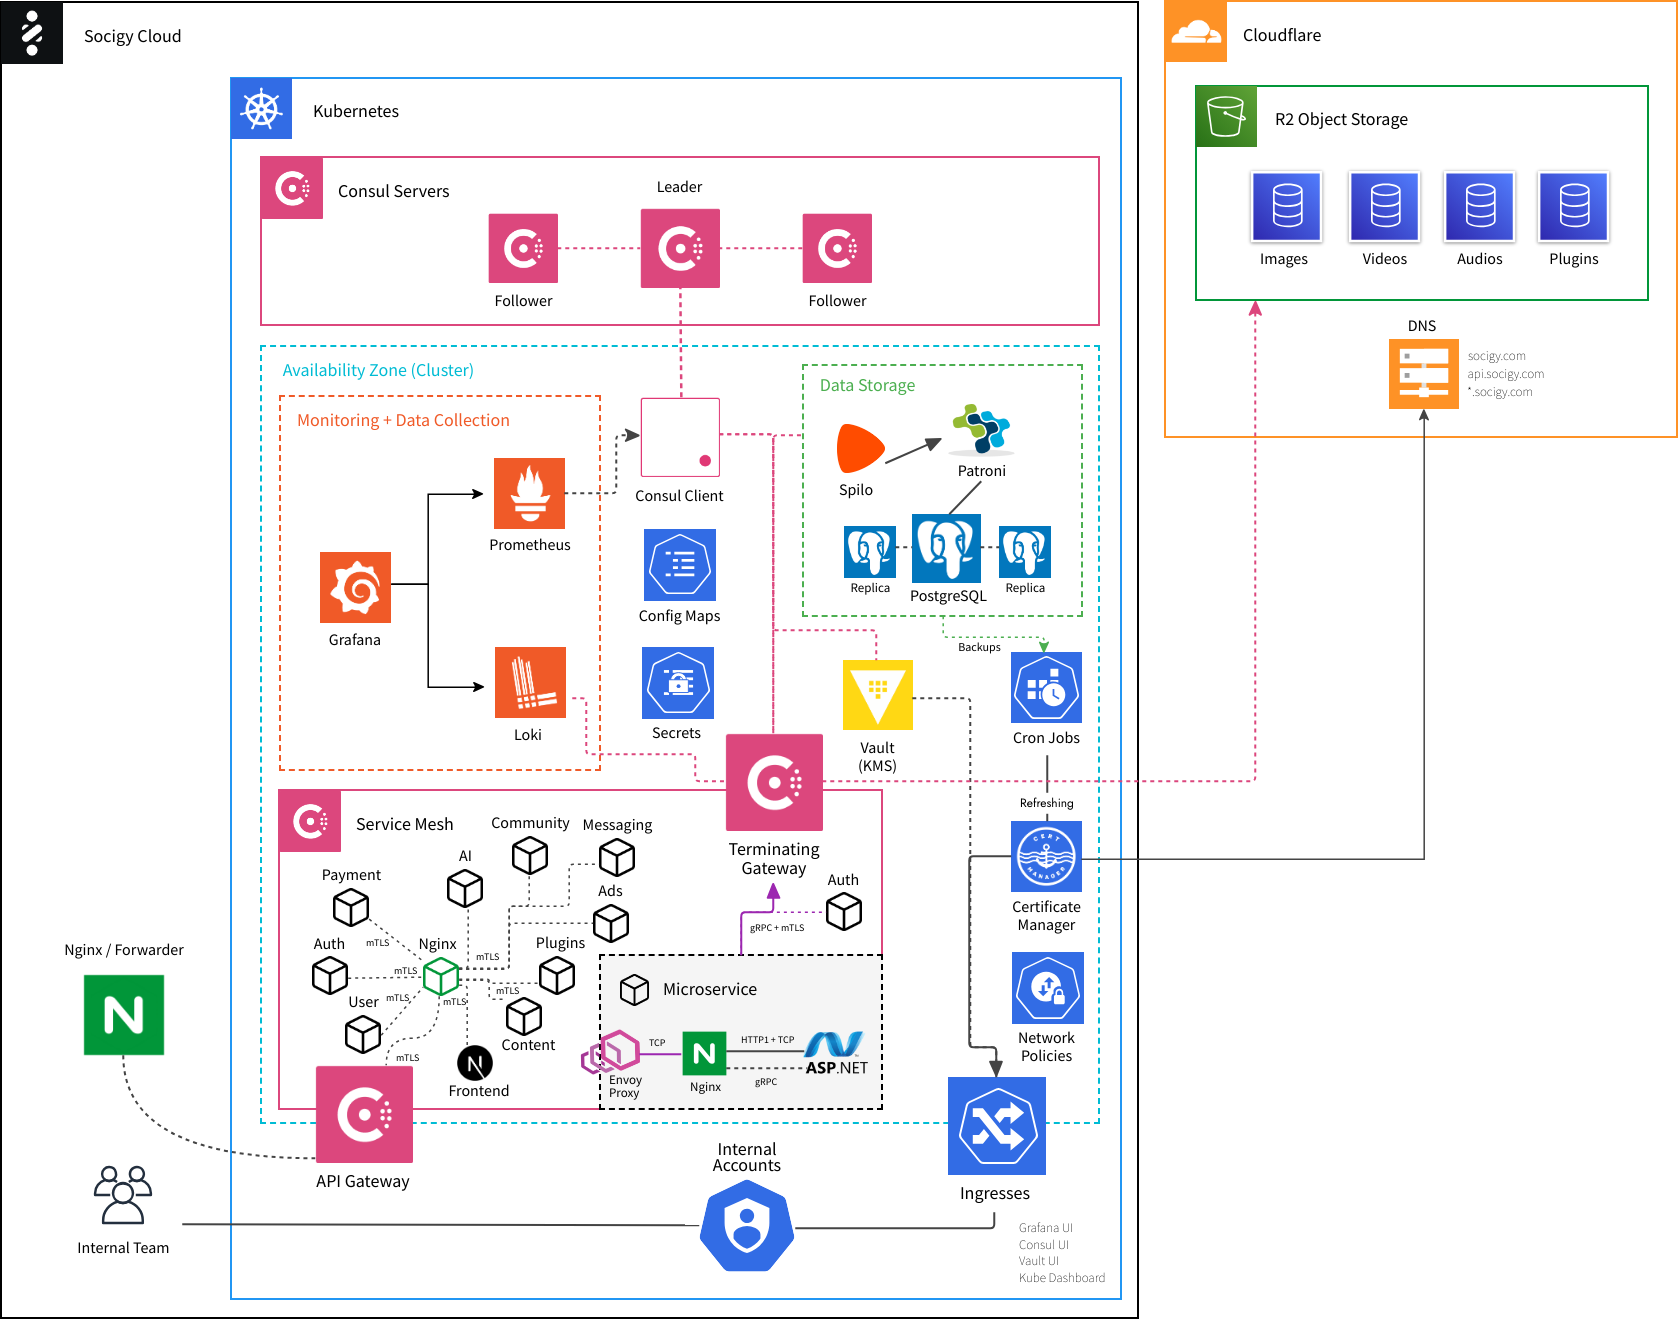 Socigy Cloud
Cloudflare
Kubernetes
R2 Object Storage
Images
Videos
Audios
Plugins
DNS
socigy.com
api.socigy.com
*.socigy.com
Consul Servers
Leader
Follower
Follower
Availability Zone (Cluster)
Monitoring + Data Collection
Prometheus
Grafana
Loki
Consul Client
Config Maps
Secrets
Data Storage
Spilo
Patroni
Replica
PostgreSQL
Replica
Backups
Vault
(KMS)
Cron Jobs
Refreshing
CERT
MANAGER
Certificate
Manager
Network
Policies
Service Mesh
Terminating
Gateway
Community
Messaging
AI
Payment
Ads
Auth
Auth
Nginx
Plugins
User
Content
N
Frontend
mTLS
mTLS
mTLS
mTLS
mTLS
mTLS
mTLS
gRPC + mTLS
Microservice
Envoy
Proxy
TCP
N
Nginx
HTTP1 + TCP
gRPC
ASP.NET
Nginx / Forwarder
N
API Gateway
Internal Team
Internal
Accounts
Ingresses
Grafana UI
Consul UI
Vault UI
Kube Dashboard